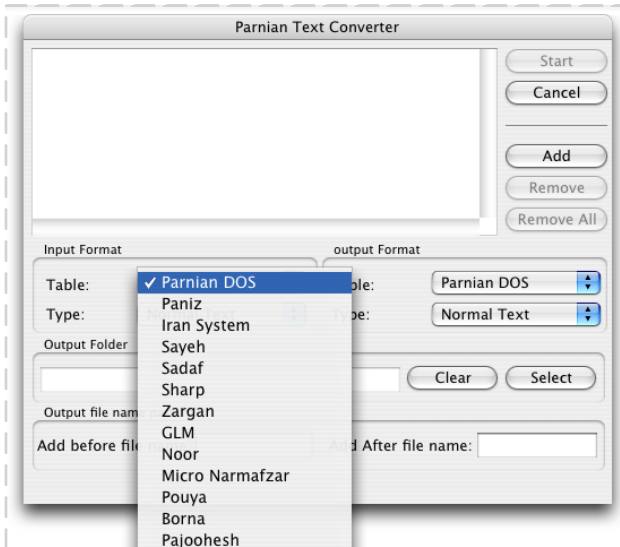 Parnian Text Converter
Start
Cancel
Add
Remove
Remove All
Input Format
output Format
Table:
✓ Parnian DOS
Paniz
Iran System
Sayeh
Sadaf
Sharp
Zargan
GLM
Noor
Micro Narmafzar
Pouya
Borna
Pajoohesh
Parnian DOS
Type:
Normal Text
Normal Text
Output Folder
Clear
Select
Output file name
Add before file
Add After file name: